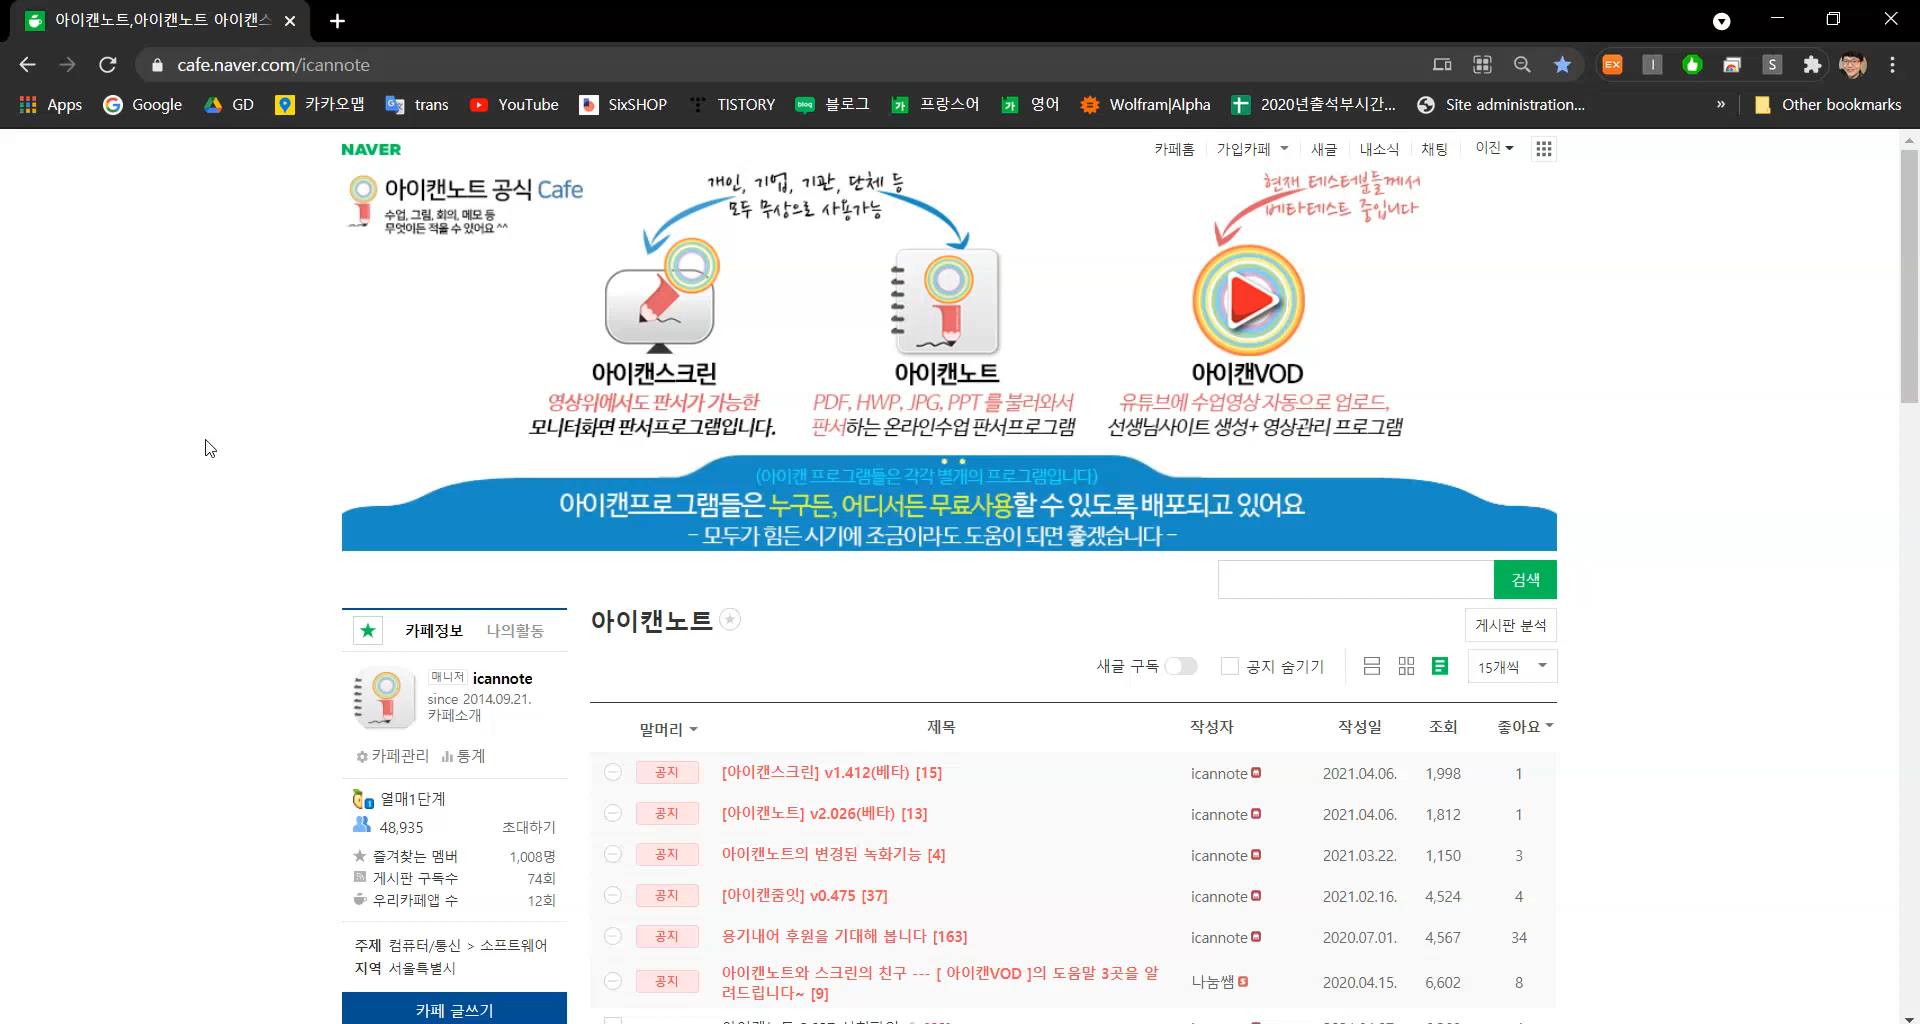 아이캔노트,아이캔노트 아이캔스
cafe.naver.com/icannote
EX
I
S
Apps Google GD 카카오맵 trans YouTube SixSHOP TISTORY 블로그 프랑스어 영어 Wolfram|Alpha 2020년출석부시간... Site administration... » Other bookmarks
NAVER
카페홈 가입카페 새글 내소식 채팅 이진
아이캔노트 공식 Cafe
수업, 그림, 회의, 메모 등
무엇이든 적을 수 있어요 ^^
개인, 기업, 기관, 단체 등
모두 무상으로 사용가능
현재 테스터분들께서
베타테스트 중입니다
아이캔스크린
영상위에서도 판서가 가능한
모니터화면 판서프로그램입니다.
아이캔노트
PDF, HWP, JPG, PPT 를 불러와서
판서하는 온라인수업 판서프로그램
아이캔VOD
유튜브에 수업영상 자동으로 업로드,
선생님사이트 생성+ 영상관리 프로그램
(아이캔 프로그램들은 각각 별개의 프로그램입니다)
아이캔프로그램들은 누구든, 어디서든 무료사용할 수 있도록 배포되고 있어요
- 모두가 힘든 시기에 조금이라도 도움이 되면 좋겠습니다 -
검색
카페정보 나의활동
매니저 icannote
since 2014.09.21.
카페소개
카페관리 통계
열매1단계
48,935 초대하기
즐겨찾는 멤버 1,008명
게시판 구독수 74회
우리카페앱 수 12회
주제 컴퓨터/통신 > 소프트웨어
지역 서울특별시
카페 글쓰기
아이캔노트
게시판 분석
새글 구독 공지 숨기기 15개씩
말머리 제목 작성자 작성일 조회 좋아요
공지 [아이캔스크린] v1.412(베타) [15] icannote 2021.04.06. 1,998 1
공지 [아이캔노트] v2.026(베타) [13] icannote 2021.04.06. 1,812 1
공지 아이캔노트의 변경된 녹화기능 [4] icannote 2021.03.22. 1,150 3
공지 [아이캔줌잇] v0.475 [37] icannote 2021.02.16. 4,524 4
공지 용기내어 후원을 기대해 봅니다 [163] icannote 2020.07.01. 4,567 34
공지 아이캔노트와 스크린의 친구 --- [ 아이캔VOD ]의 도움말 3곳을 알 나눔쌤 2020.04.15. 6,602 8
려드립니다~ [9]